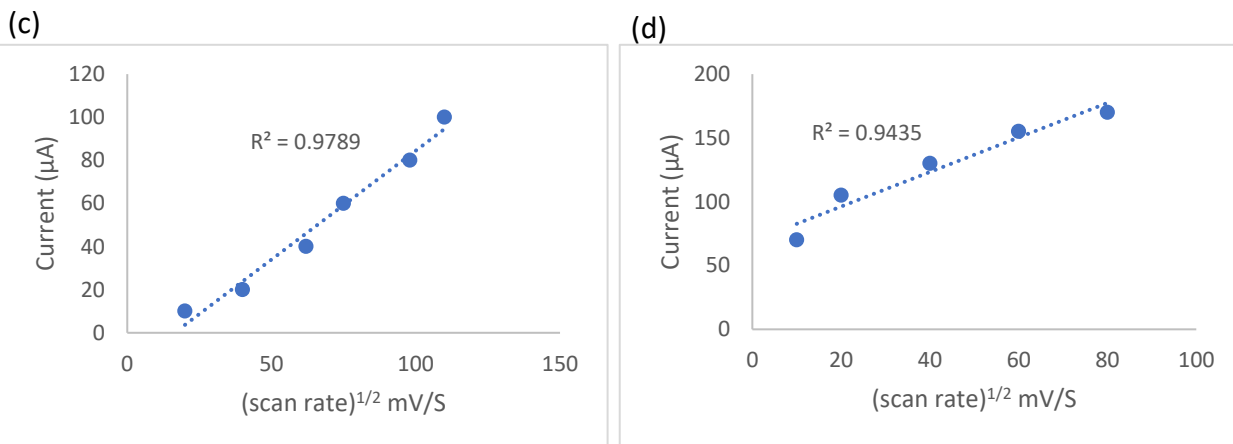 (c)
120
100
80
60
40
20
0
R² = 0.9789
Current (µA)
0 50 100 150
(scan rate)¹/² mV/S
(d)
200
150
100
50
0
R² = 0.9435
Current (µA)
0 20 40 60 80 100
(scan rate)¹/² mV/S